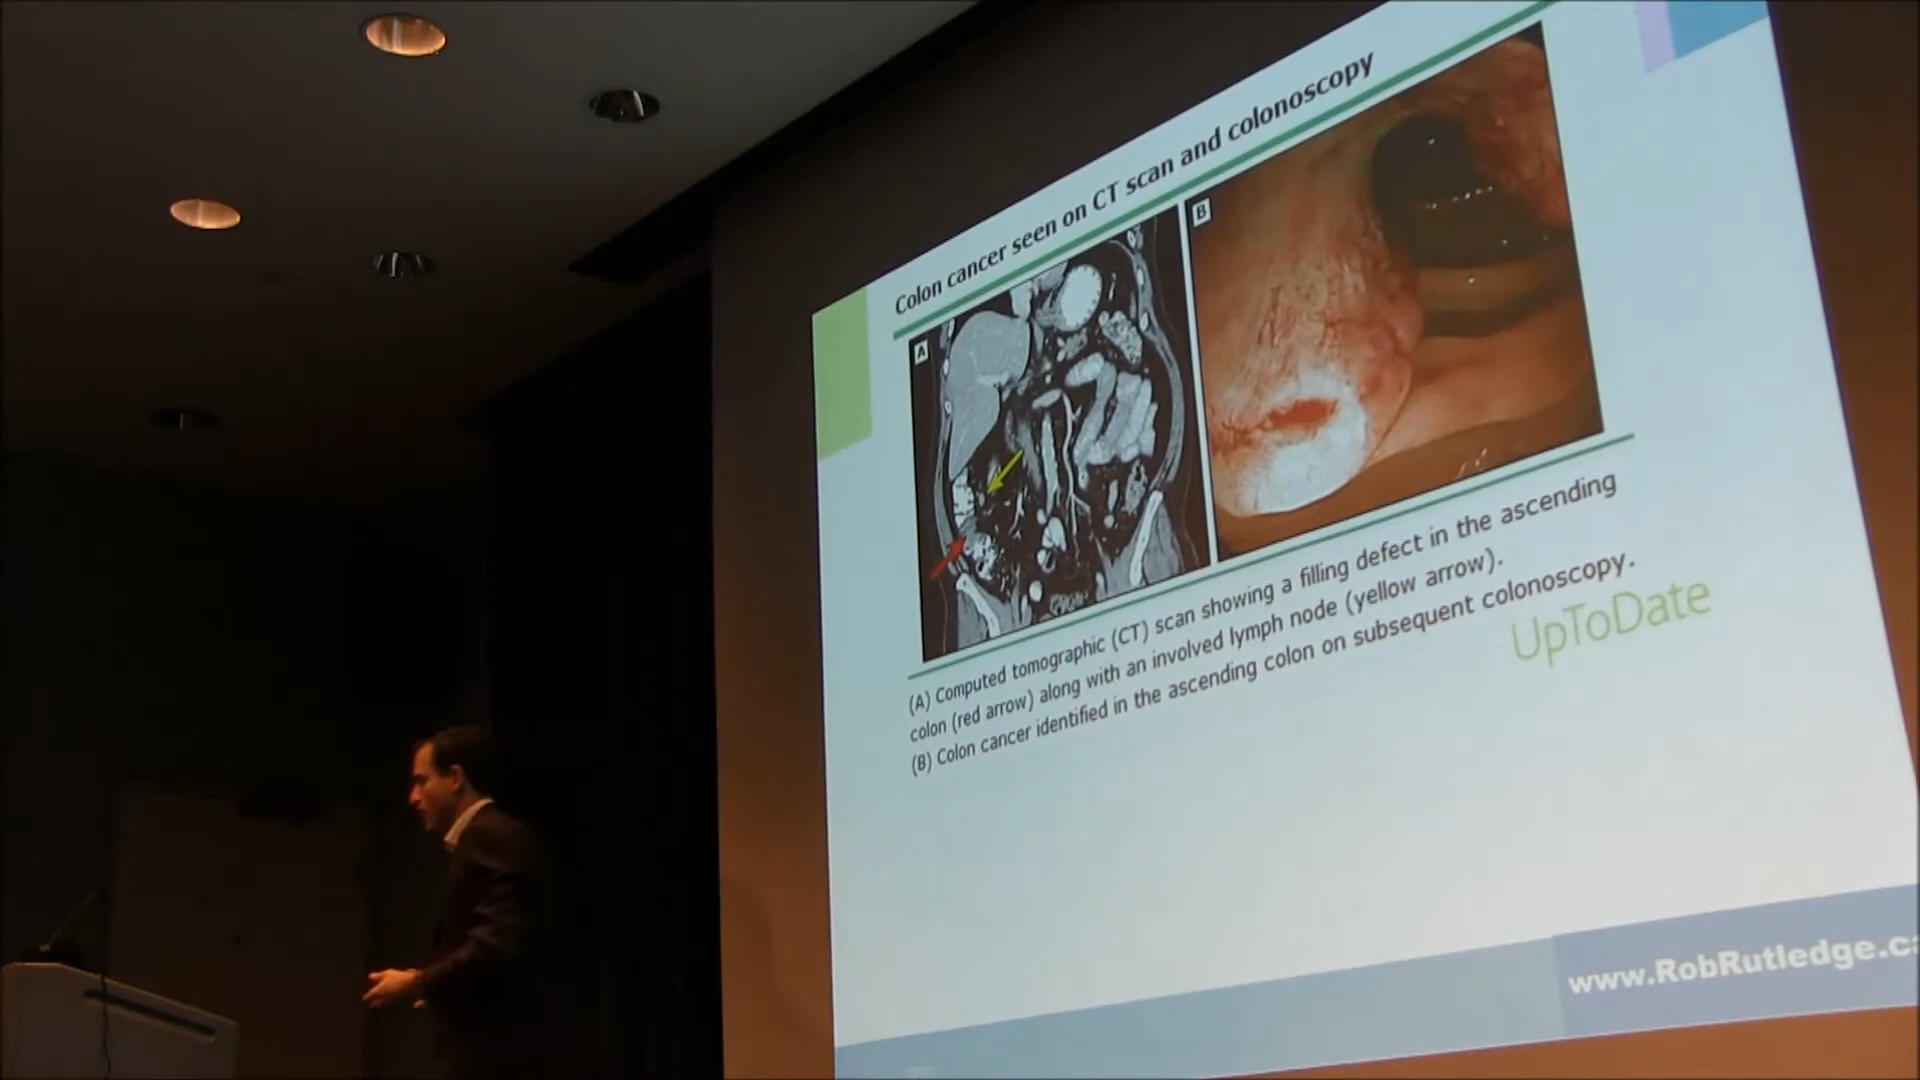 Colon cancer seen on CT scan and colonoscopy
A
B
(A) Computed tomographic (CT) scan showing a filling defect in the ascending
colon (red arrow) along with an involved lymph node (yellow arrow).
(B) Colon cancer identified in the ascending colon on subsequent colonoscopy.
UpToDate
www.RobRutledge.c